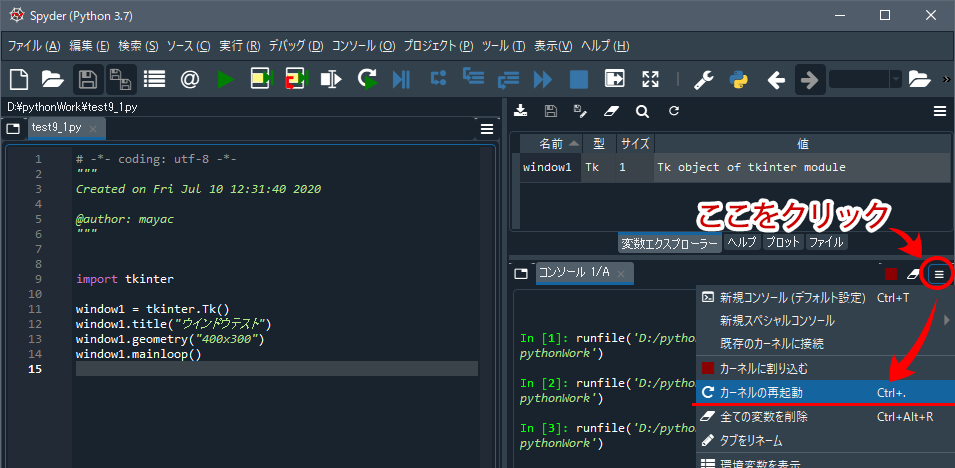 Spyder (Python 3.7)
ファイル (A) 編集 (E) 検索 (S) ソース (C) 実行 (R) デバッグ (D) コンソール (O) プロジェクト (P) ツール (T) 表示(V) ヘルプ (H)
D:¥pythonWork¥test9_1.py
test9_1.py
1 # -*- coding: utf-8 -*-
2 """
3 Created on Fri Jul 10 12:31:40 2020
4
5 @author: mayac
6 """
7
8
9 import tkinter
10
11 window1 = tkinter.Tk()
12 window1.title("ウインドウテスト")
13 window1.geometry("400x300")
14 window1.mainloop()
15
名前 型 サイズ 値
window1 Tk 1 Tk object of tkinter module
ここをクリック
変数エクスプローラー ヘルプ プロット ファイル
コンソール 1/A
In [1]: runfile('D:/pytho
pythonWork')
In [2]: runfile('D:/pytho
pythonWork')
In [3]: runfile('D:/pytho
pythonWork')
新規コンソール (デフォルト設定) Ctrl+T
新規スペシャルコンソール
既存のカーネルに接続
カーネルに割り込む
カーネルの再起動 Ctrl+.
全ての変数を削除 Ctrl+Alt+R
タブをリネーム
環境変数を表示